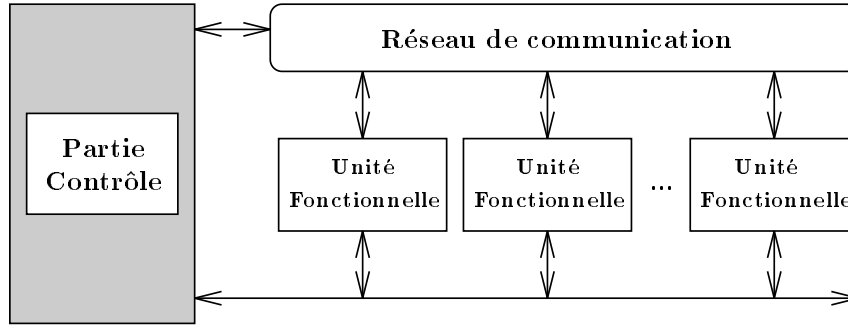 Réseau de communication
Partie
Contrôle
Unité
Fonctionnelle
Unité
Fonctionnelle
...
Unité
Fonctionnelle